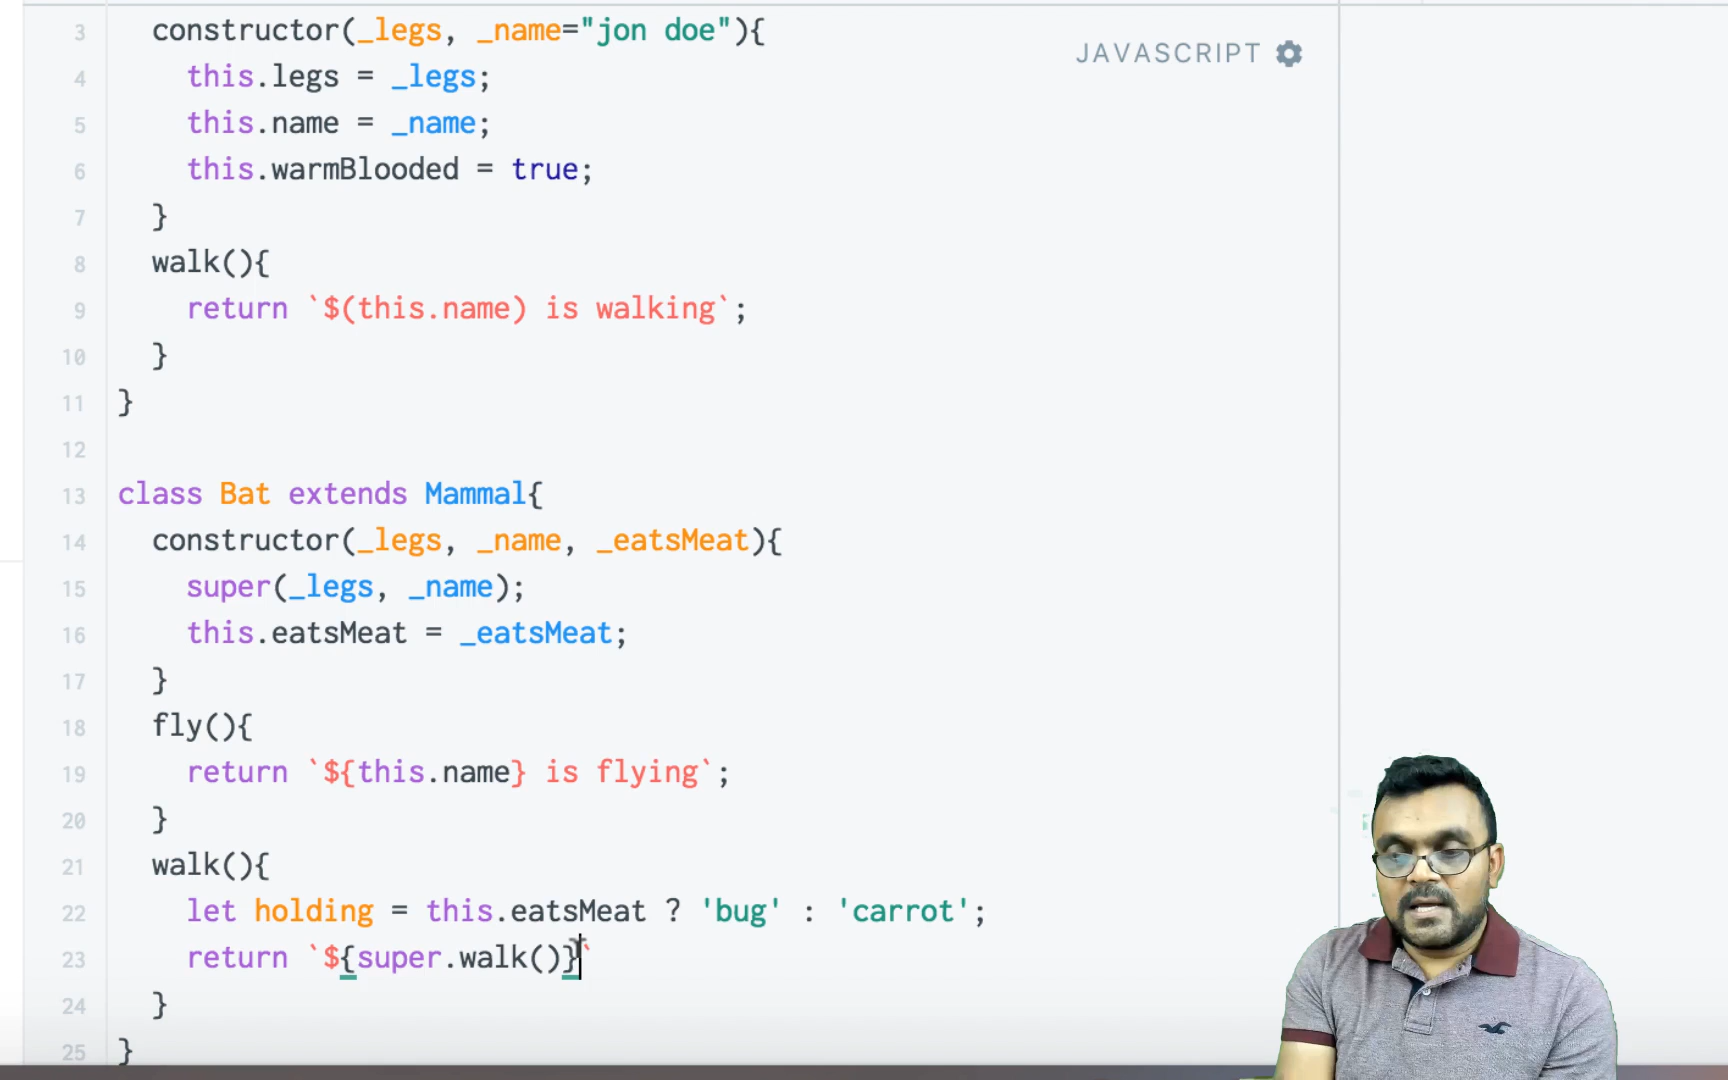 JAVASCRIPT
3 constructor(_legs, _name="jon doe"){
4 this.legs = _legs;
5 this.name = _name;
6 this.warmBlooded = true;
7 }
8 walk(){
9 return `$(this.name) is walking`;
10 }
11 }
12
13 class Bat extends Mammal{
14 constructor(_legs, _name, _eatsMeat){
15 super(_legs, _name);
16 this.eatsMeat = _eatsMeat;
17 }
18 fly(){
19 return `${this.name} is flying`;
20 }
21 walk(){
22 let holding = this.eatsMeat ? 'bug' : 'carrot';
23 return `${super.walk()}`
24 }
25 }